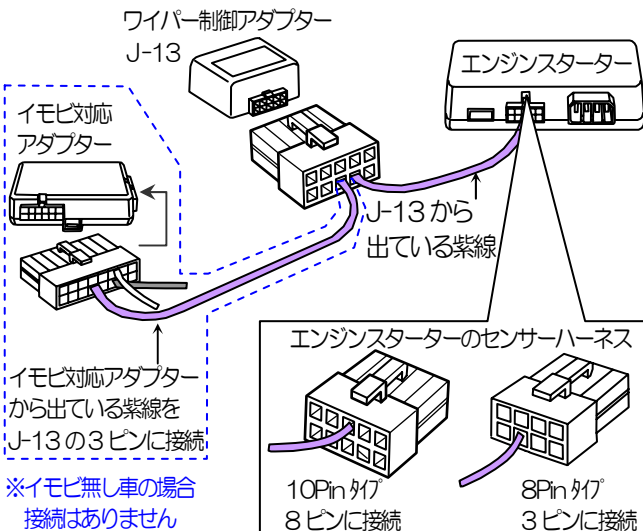 ワイパー制御アダプター
J-13
エンジンスターター
イモビ対応
アダプター
J-13から
出ている紫線
イモビ対応アダプター
から出ている紫線を
J-13の3ピンに接続
※イモビ無し車の場合
接続はありません
エンジンスターターのセンサーハーネス
10Pinタイプ
8ピンに接続
8Pinタイプ
3ピンに接続